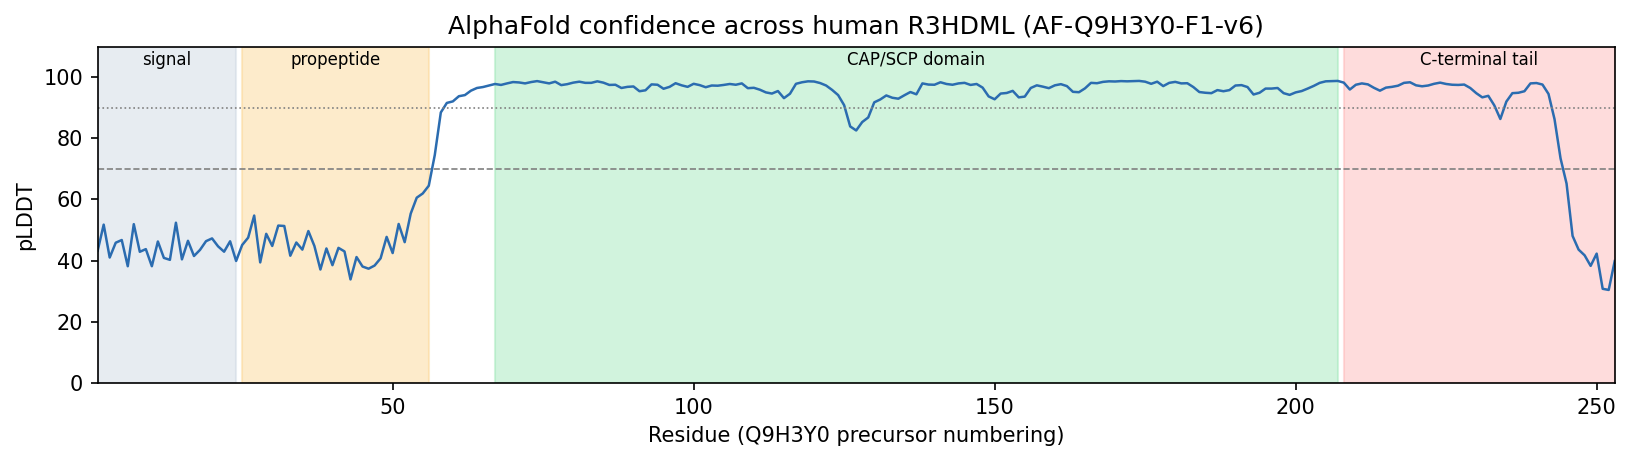 AlphaFold confidence across human R3HDML (AF-Q9H3Y0-F1-v6)
signal
propeptide
CAP/SCP domain
C-terminal tail
100
80
60
40
20
0
pLDDT
50
100
150
200
250
Residue (Q9H3Y0 precursor numbering)